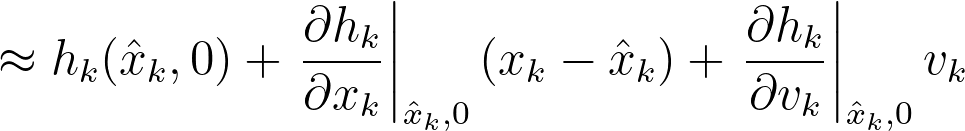 ≈ h_k(x̂_k, 0) + ∂h_k/∂x_k |_{x̂_k,0} (x_k − x̂_k) + ∂h_k/∂v_k |_{x̂_k,0} v_k